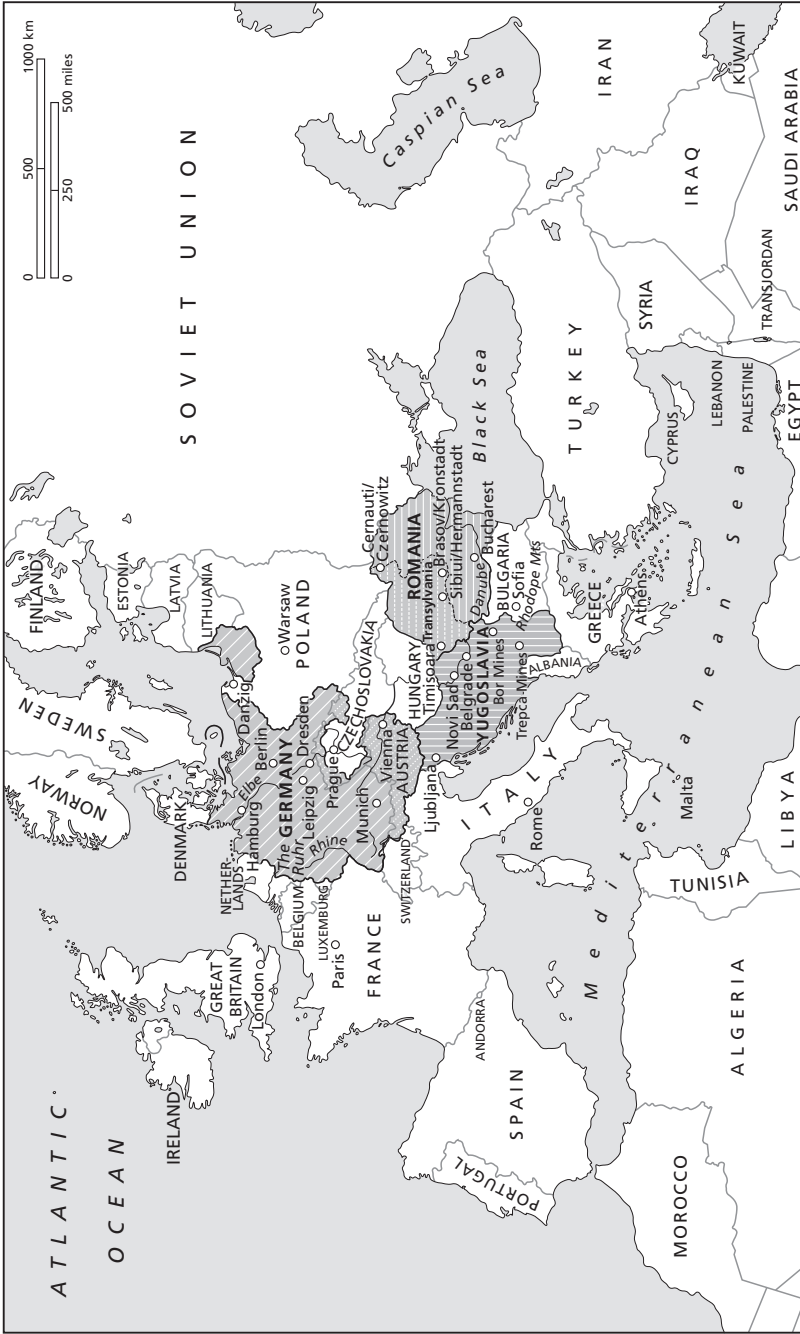 ATLANTIC
OCEAN
IRELAND
GREAT
BRITAIN
London
NORWAY
SWEDEN
FINLAND
DENMARK
ESTONIA
LATVIA
LITHUANIA
SOVIET UNION
0 500 1000 km
0 250 500 miles
NETHER-
LANDS
BELGIUM
LUXEMBURG
Paris
FRANCE
SWITZERLAND
Hamburg
Elbe
Berlin
Danzig
The
Ruhr
GERMANY
Leipzig
Dresden
Rhine
Prague
Munich
Warsaw
POLAND
CZECHOSLOVAKIA
Vienna
AUSTRIA
HUNGARY
Cernauti/
Czernowitz
ROMANIA
Transylvania
Timisoara
Brasov/Kronstadt
Sibiu/Hermannstadt
Bucharest
Danube
Ljubljana
Novi Sad
Belgrade
YUGOSLAVIA
Bor Mines
Trepca Mines
BULGARIA
Sofia
Rhodope Mts
ALBANIA
GREECE
Athens
ITALY
Rome
Malta
ANDORRA
SPAIN
PORTUGAL
Mediterranean Sea
Black Sea
Caspian Sea
TURKEY
CYPRUS
SYRIA
LEBANON
PALESTINE
TRANSJORDAN
IRAQ
IRAN
KUWAIT
SAUDI ARABIA
EGYPT
LIBYA
TUNISIA
ALGERIA
MOROCCO